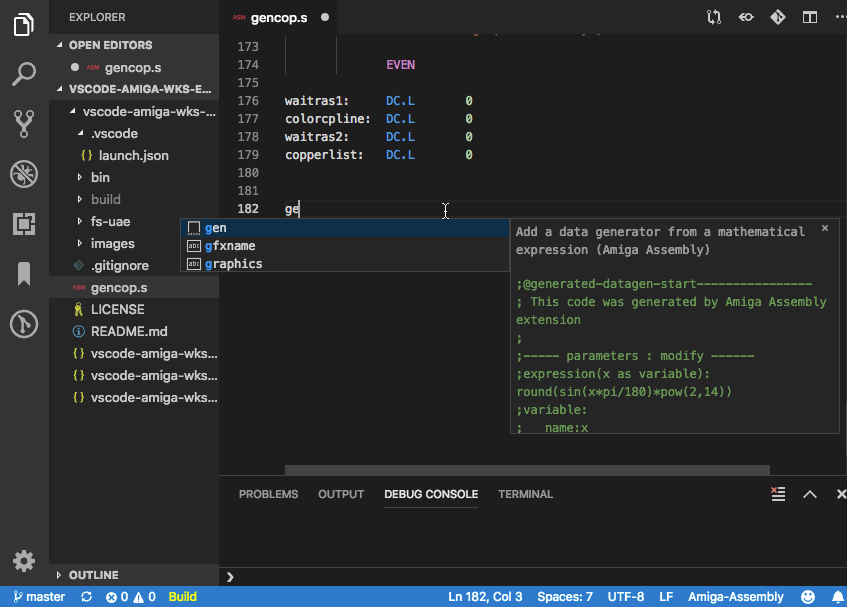 EXPLORER
OPEN EDITORS
ASM gencop.s
VSCODE-AMIGA-WKS-E...
vscode-amiga-wks-...
.vscode
{} launch.json
bin
build
fs-uae
images
.gitignore
ASM gencop.s
LICENSE
README.md
{} vscode-amiga-wks...
{} vscode-amiga-wks...
{} vscode-amiga-wks...
OUTLINE
ASM gencop.s
173
174 EVEN
175
176 waitras1: DC.L 0
177 colorcpline: DC.L 0
178 waitras2: DC.L 0
179 copperlist: DC.L 0
180
181
182 ge
gen
abc gfxname
abc graphics
Add a data generator from a mathematical
expression (Amiga Assembly)
;@generated-datagen-start----------------
; This code was generated by Amiga Assembly
extension
;
;----- parameters : modify ------
;expression(x as variable):
round(sin(x*pi/180)*pow(2,14))
;variable:
; name:x
PROBLEMS OUTPUT DEBUG CONSOLE TERMINAL
master 0 0 Build Ln 182, Col 3 Spaces: 7 UTF-8 LF Amiga-Assembly